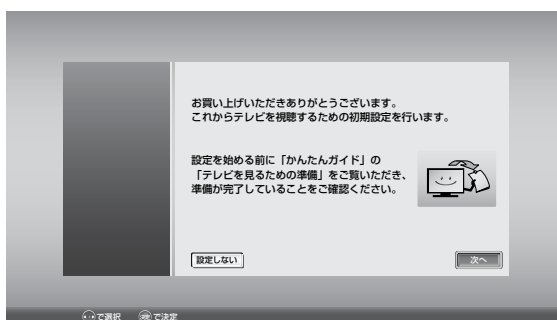 お買い上げいただきありがとうございます。
これからテレビを視聴するための初期設定を行います。
設定を始める前に「かんたんガイド」の
「テレビを見るための準備」をご覧いただき、
準備が完了していることをご確認ください。
設定しない
次へ
で選択 決定 で決定